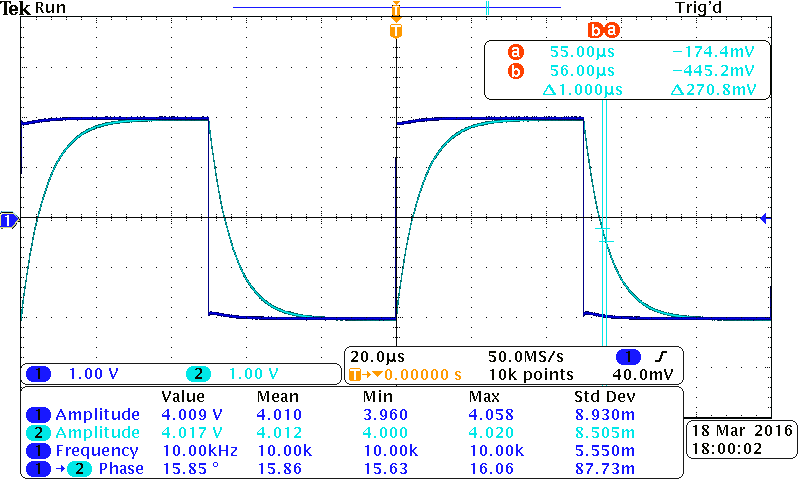 Tek Run Trig'd
T
T
b a
a 55.00µs −174.4mV
b 56.00µs −445.2mV
Δ1.000µs Δ270.8mV
1
1 1.00 V 2 1.00 V
20.0µs 50.0MS/s 1
T→▾0.00000 s 10k points 40.0mV
Value Mean Min Max Std Dev
1 Amplitude 4.009 V 4.010 3.960 4.058 8.930m
2 Amplitude 4.017 V 4.012 4.000 4.020 8.505m
1 Frequency 10.00kHz 10.00k 10.00k 10.00k 5.550m
1 → 2 Phase 15.85 ° 15.86 15.63 16.06 87.73m
18 Mar 2016
18:00:02